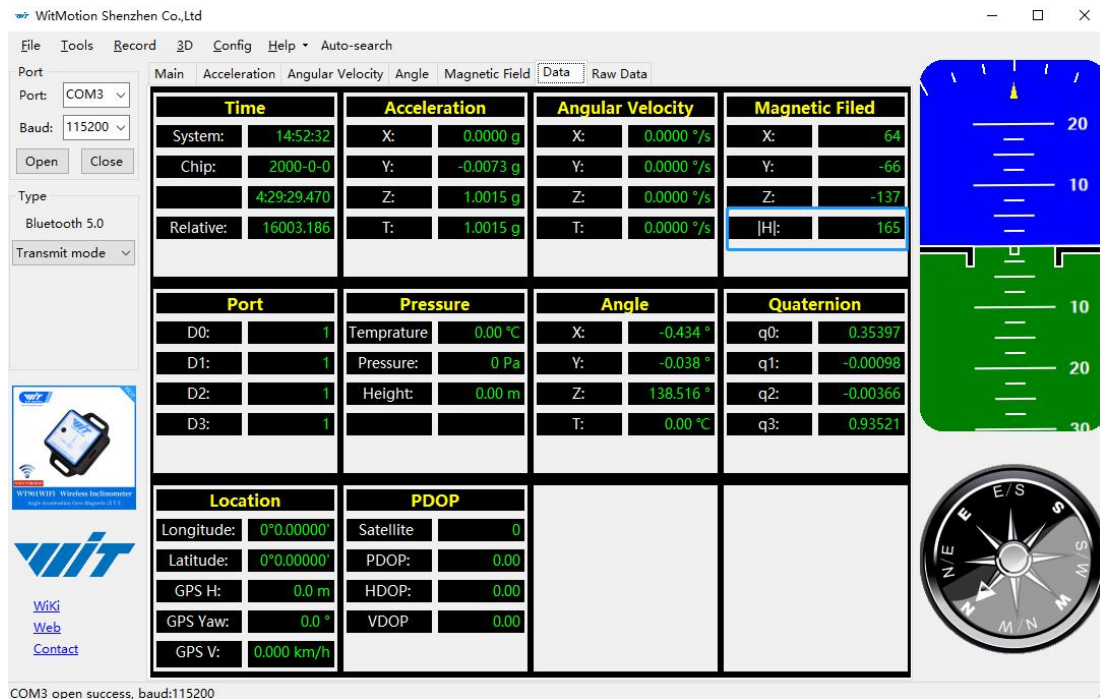 WitMotion Shenzhen Co.,Ltd
File Tools Record 3D Config Help Auto-search
Port
Port: COM3
Baud: 115200
Open Close
Type
Bluetooth 5.0
Transmit mode
Main Acceleration Angular Velocity Angle Magnetic Field Data Raw Data
Time
System: 14:52:32
Chip: 2000-0-0
4:29:29.470
Relative: 16003.186
Acceleration
X: 0.0000 g
Y: -0.0073 g
Z: 1.0015 g
T: 1.0015 g
Angular Velocity
X: 0.0000 °/s
Y: 0.0000 °/s
Z: 0.0000 °/s
T: 0.0000 °/s
Magnetic Filed
X: 64
Y: -66
Z: -137
|H|: 165
Port
D0: 1
D1: 1
D2: 1
D3: 1
Pressure
Temprature 0.00 ℃
Pressure: 0 Pa
Height: 0.00 m
Angle
X: -0.434 °
Y: -0.038 °
Z: 138.516 °
T: 0.00 ℃
Quaternion
q0: 0.35397
q1: -0.00098
q2: -0.00366
q3: 0.93521
Location
Longitude: 0°0.00000'
Latitude: 0°0.00000'
GPS H: 0.0 m
GPS Yaw: 0.0 °
GPS V: 0.000 km/h
PDOP
Satellite 0
PDOP: 0.00
HDOP: 0.00
VDOP 0.00
20
10
10
20
30
E/S
E
S
N/E
S/W
N
W
W/N
WiT
WT901WIFI Wireless Inclinometer
WiT
WiKi
Web
Contact
COM3 open success, baud:115200